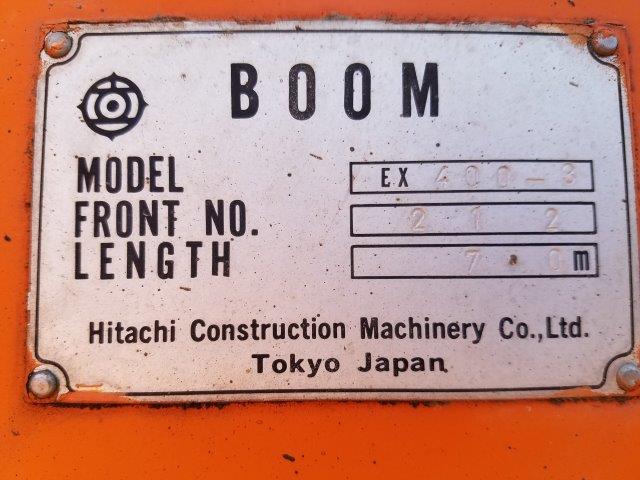 BOOM
MODEL EX 400-3
FRONT NO. 212
LENGTH 7.0m
Hitachi Construction Machinery Co.,Ltd.
Tokyo Japan